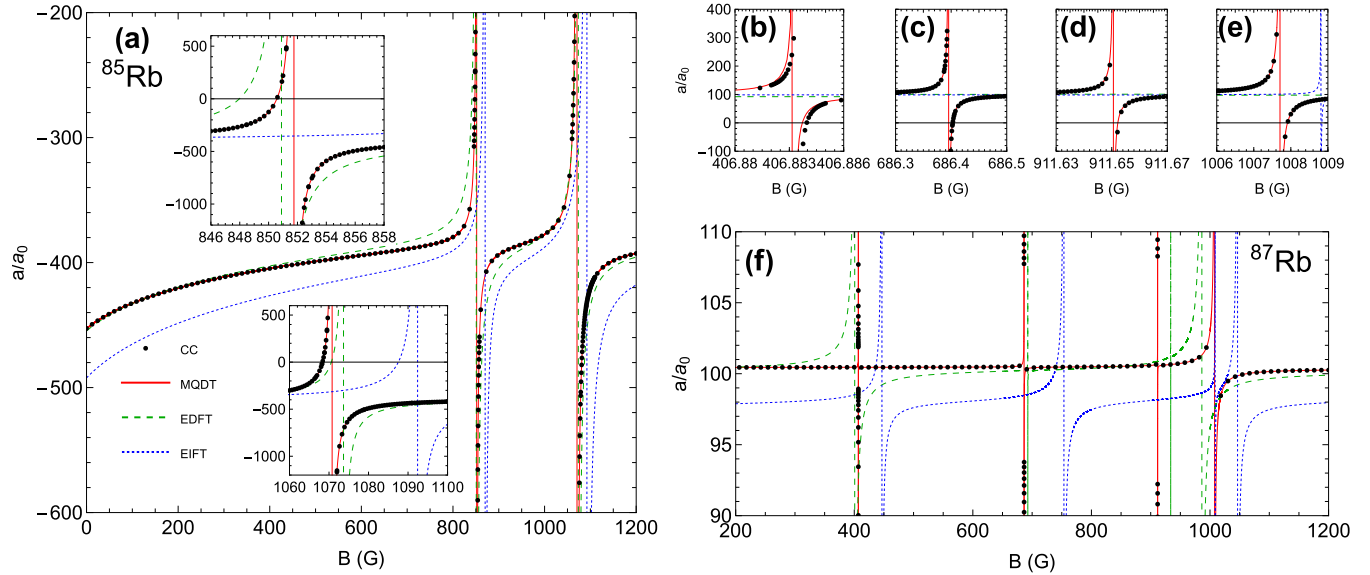 (a)
85Rb
a/a0
−200
−300
−400
−500
−600
0
200
400
600
800
1000
1200
B (G)
CC
MQDT
EDFT
EIFT
500
0
−500
−1000
846
848
850
852
854
856
858
500
0
−500
−1000
1060
1070
1080
1090
1100
(b)
a/a0
400
300
200
100
0
−100
406.88
406.883
406.886
B (G)
(c)
686.3
686.4
686.5
B (G)
(d)
911.63
911.65
911.67
B (G)
(e)
1006
1007
1008
1009
B (G)
(f)
87Rb
a/a0
110
105
100
95
90
200
400
600
800
1000
1200
B (G)